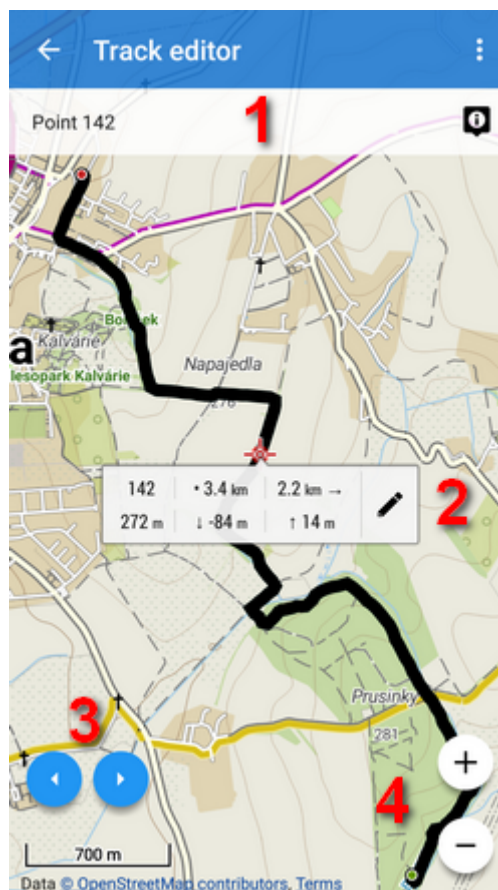 Track editor
1
Point 142
Kalvárie
a
lesopark Kalvárie
Napajedla
276
142
• 3.4 km
2.2 km →
2
272 m
↓ -84 m
↑ 14 m
Prusinky
3
281
4
700 m
Data © OpenStreetMap contributors, Terms